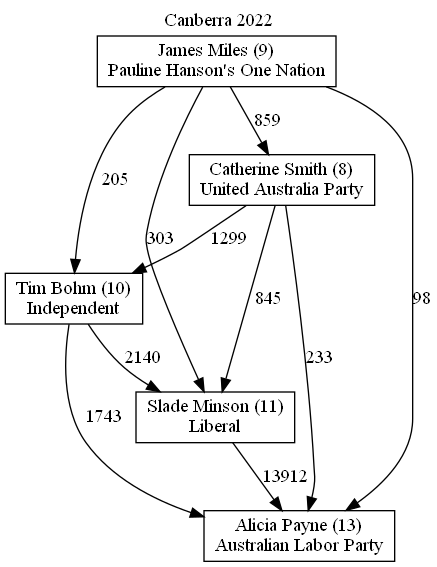 Canberra 2022
James Miles (9)
Pauline Hanson's One Nation
859
Catherine Smith (8)
United Australia Party
205
303
1299
Tim Bohm (10)
Independent
845
233
98
2140
Slade Minson (11)
Liberal
1743
13912
Alicia Payne (13)
Australian Labor Party